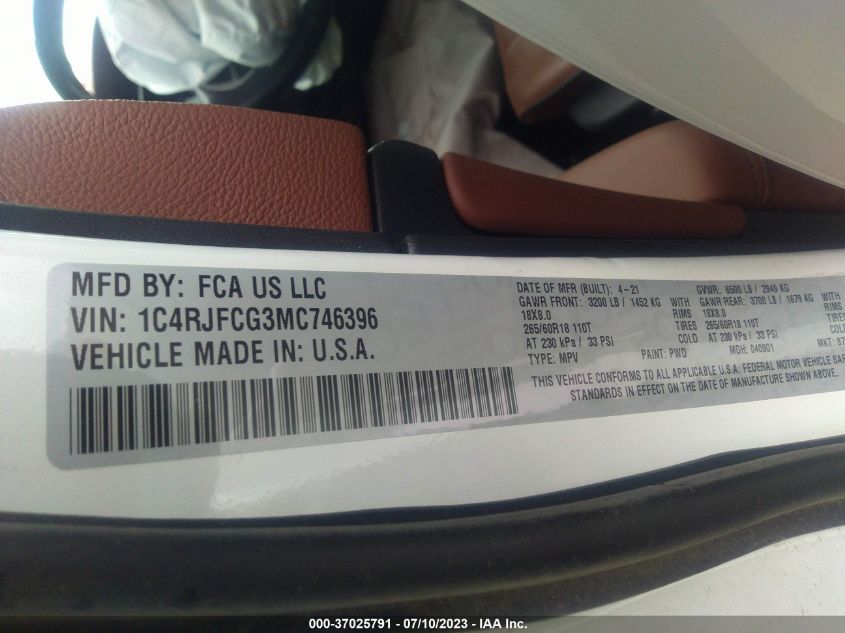 MFD BY: FCA US LLC
VIN: 1C4RJFCG3MC746396
VEHICLE MADE IN: U.S.A.
DATE OF MFR (BUILT): 4-21 GVWR: 6500 LB / 2949 KG
GAWR FRONT: 3200 LB / 1452 KG WITH GAWR REAR: 3700 LB / 1679 KG WITH
18X8.0 RIMS 18X8.0 RIMS
265/60R18 110T TIRES 265/60R18 110T TIRES
AT 230 kPa / 33 PSI COLD AT 230 kPa / 33 PSI COLD
TYPE: MPV PAINT: PWD MDH: 040901 MKT:
THIS VEHICLE CONFORMS TO ALL APPLICABLE U.S.A. FEDERAL MOTOR VEHICLE
STANDARDS IN EFFECT ON THE DATE OF MANUFACTURE SHOWN ABOVE.
000-37025791 - 07/10/2023 - IAA Inc.